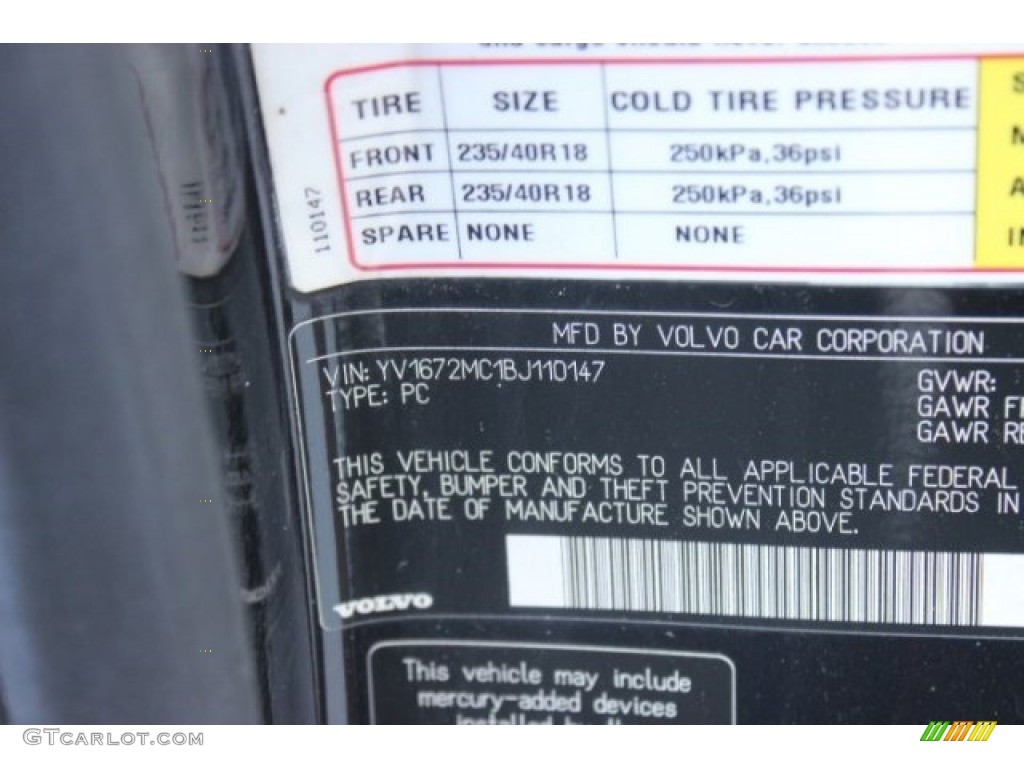 TIRE SIZE COLD TIRE PRESSURE
FRONT 235/40R18 250kPa,36psi
REAR 235/40R18 250kPa,36psi
SPARE NONE NONE
110147
MFD BY VOLVO CAR CORPORATION
VIN: YV1672MC1BJ110147
TYPE: PC
GVWR:
GAWR
GAWR
THIS VEHICLE CONFORMS TO ALL APPLICABLE FEDERAL
SAFETY, BUMPER AND THEFT PREVENTION STANDARDS IN
THE DATE OF MANUFACTURE SHOWN ABOVE.
VOLVO
This vehicle may include
mercury-added devices
GTCARLOT.COM